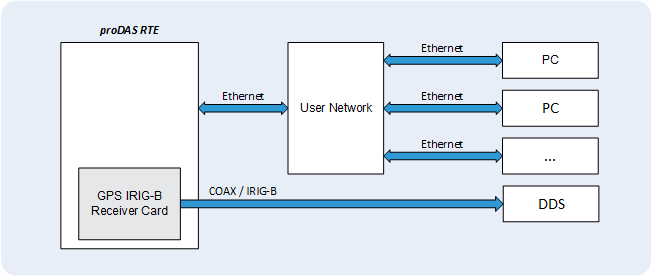 proDAS RTE
Ethernet
PC
Ethernet
User Network
Ethernet
PC
Ethernet
...
GPS IRIG-B
Receiver Card
COAX / IRIG-B
DDS